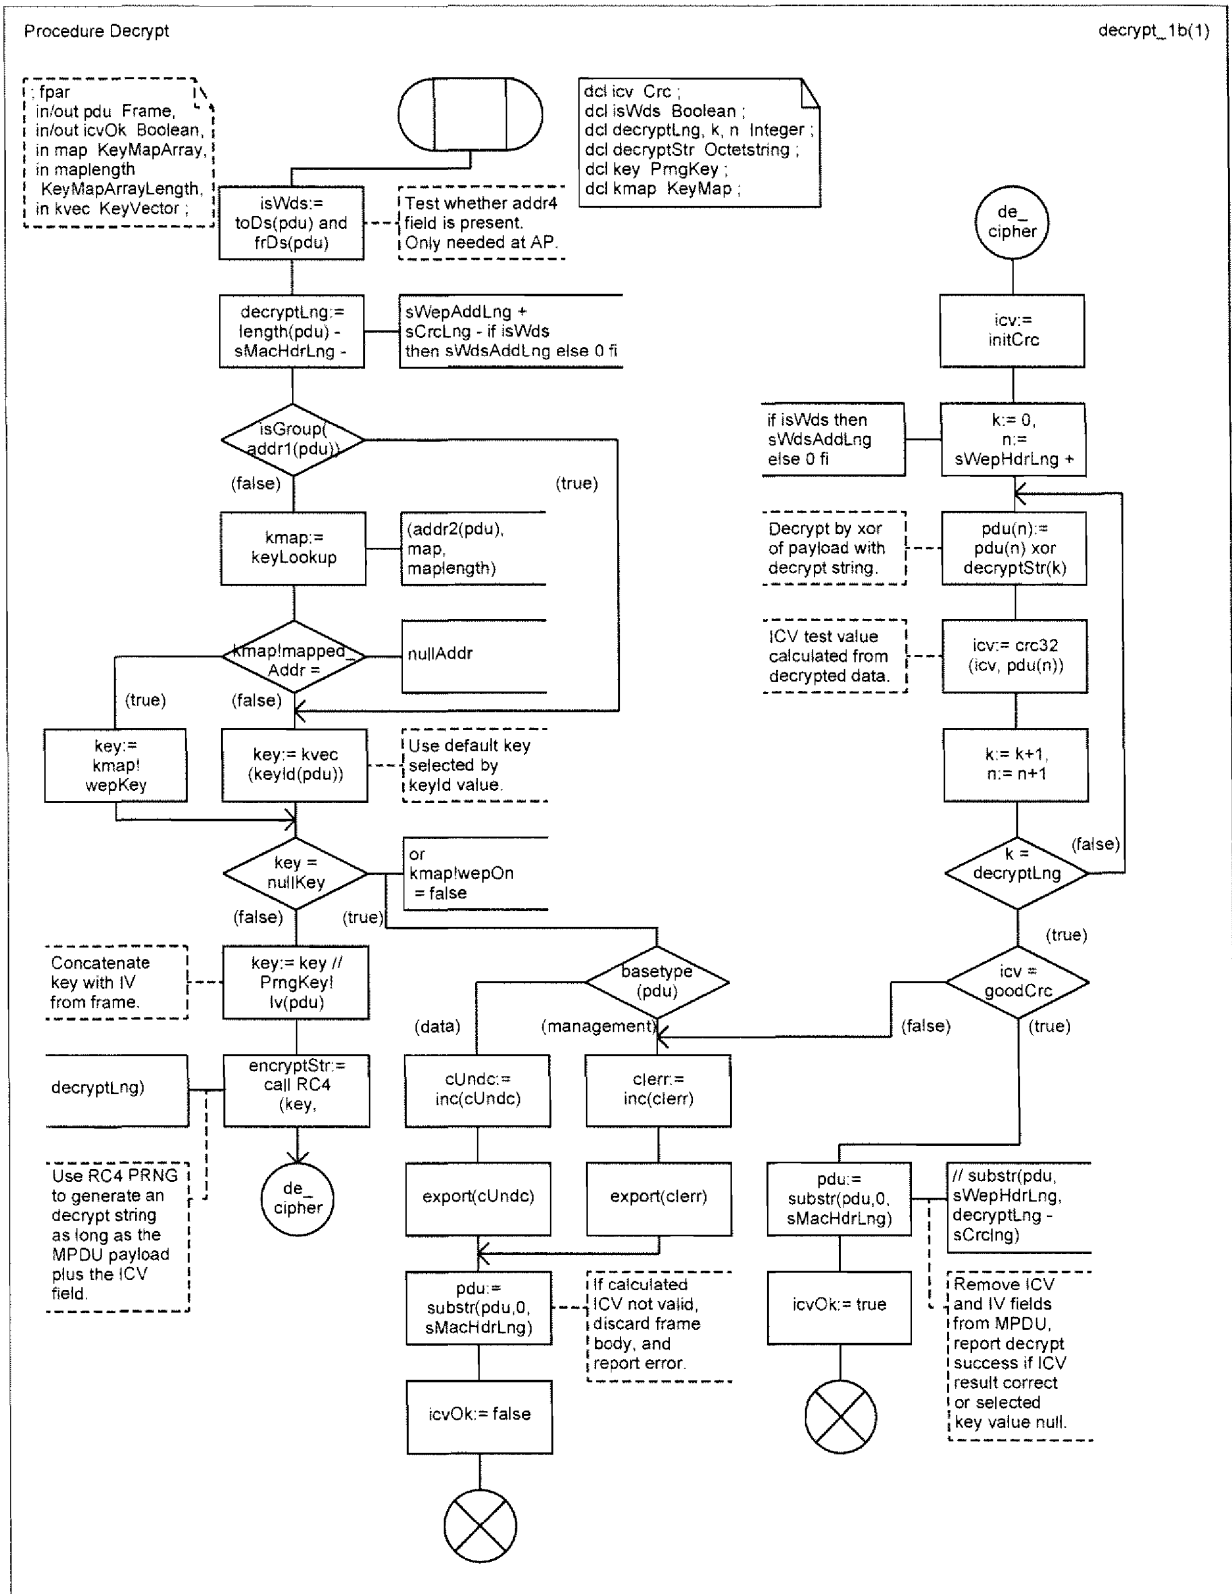 Procedure Decrypt
decrypt_1b(1)
; fpar
in/out pdu Frame,
in/out icvOk Boolean,
in map KeyMapArray,
in maplength
KeyMapArrayLength,
in kvec KeyVector ;
dcl icv Crc ;
dcl isWds Boolean ;
dcl decryptLng, k, n Integer ;
dcl decryptStr Octetstring ;
dcl key PrngKey ;
dcl kmap KeyMap ;
isWds:=
toDs(pdu) and
frDs(pdu)
Test whether addr4
field is present.
Only needed at AP.
decryptLng:=
length(pdu) -
sMacHdrLng -
sWepAddLng +
sCrcLng - if isWds
then sWdsAddLng else 0 fi
isGroup(
addr1(pdu))
(false)
(true)
kmap:=
keyLookup
(addr2(pdu),
map,
maplength)
kmap!mapped_
Addr =
nullAddr
(true)
(false)
key:=
kmap!
wepKey
key:= kvec
(keyId(pdu))
Use default key
selected by
keyId value.
key =
nullKey
or
kmap!wepOn
= false
(false)
(true)
Concatenate
key with IV
from frame.
key:= key //
PrngKey!
Iv(pdu)
decryptLng)
encryptStr:=
call RC4
(key,
Use RC4 PRNG
to generate an
decrypt string
as long as the
MPDU payload
plus the ICV
field.
de_
cipher
basetype
(pdu)
(data)
(management)
cUndc:=
inc(cUndc)
cIerr:=
inc(cIerr)
export(cUndc)
export(cIerr)
pdu:=
substr(pdu,0,
sMacHdrLng)
If calculated
ICV not valid,
discard frame
body, and
report error.
icvOk:= false
de_
cipher
icv:=
initCrc
if isWds then
sWdsAddLng
else 0 fi
k:= 0,
n:=
sWepHdrLng +
Decrypt by xor
of payload with
decrypt string.
pdu(n):=
pdu(n) xor
decryptStr(k)
ICV test value
calculated from
decrypted data.
icv:= crc32
(icv, pdu(n))
k:= k+1,
n:= n+1
k =
decryptLng
(false)
(true)
icv =
goodCrc
(false)
(true)
pdu:=
substr(pdu,0,
sMacHdrLng)
// substr(pdu,
sWepHdrLng,
decryptLng -
sCrclng)
icvOk:= true
Remove ICV
and IV fields
from MPDU,
report decrypt
success if ICV
result correct
or selected
key value null.